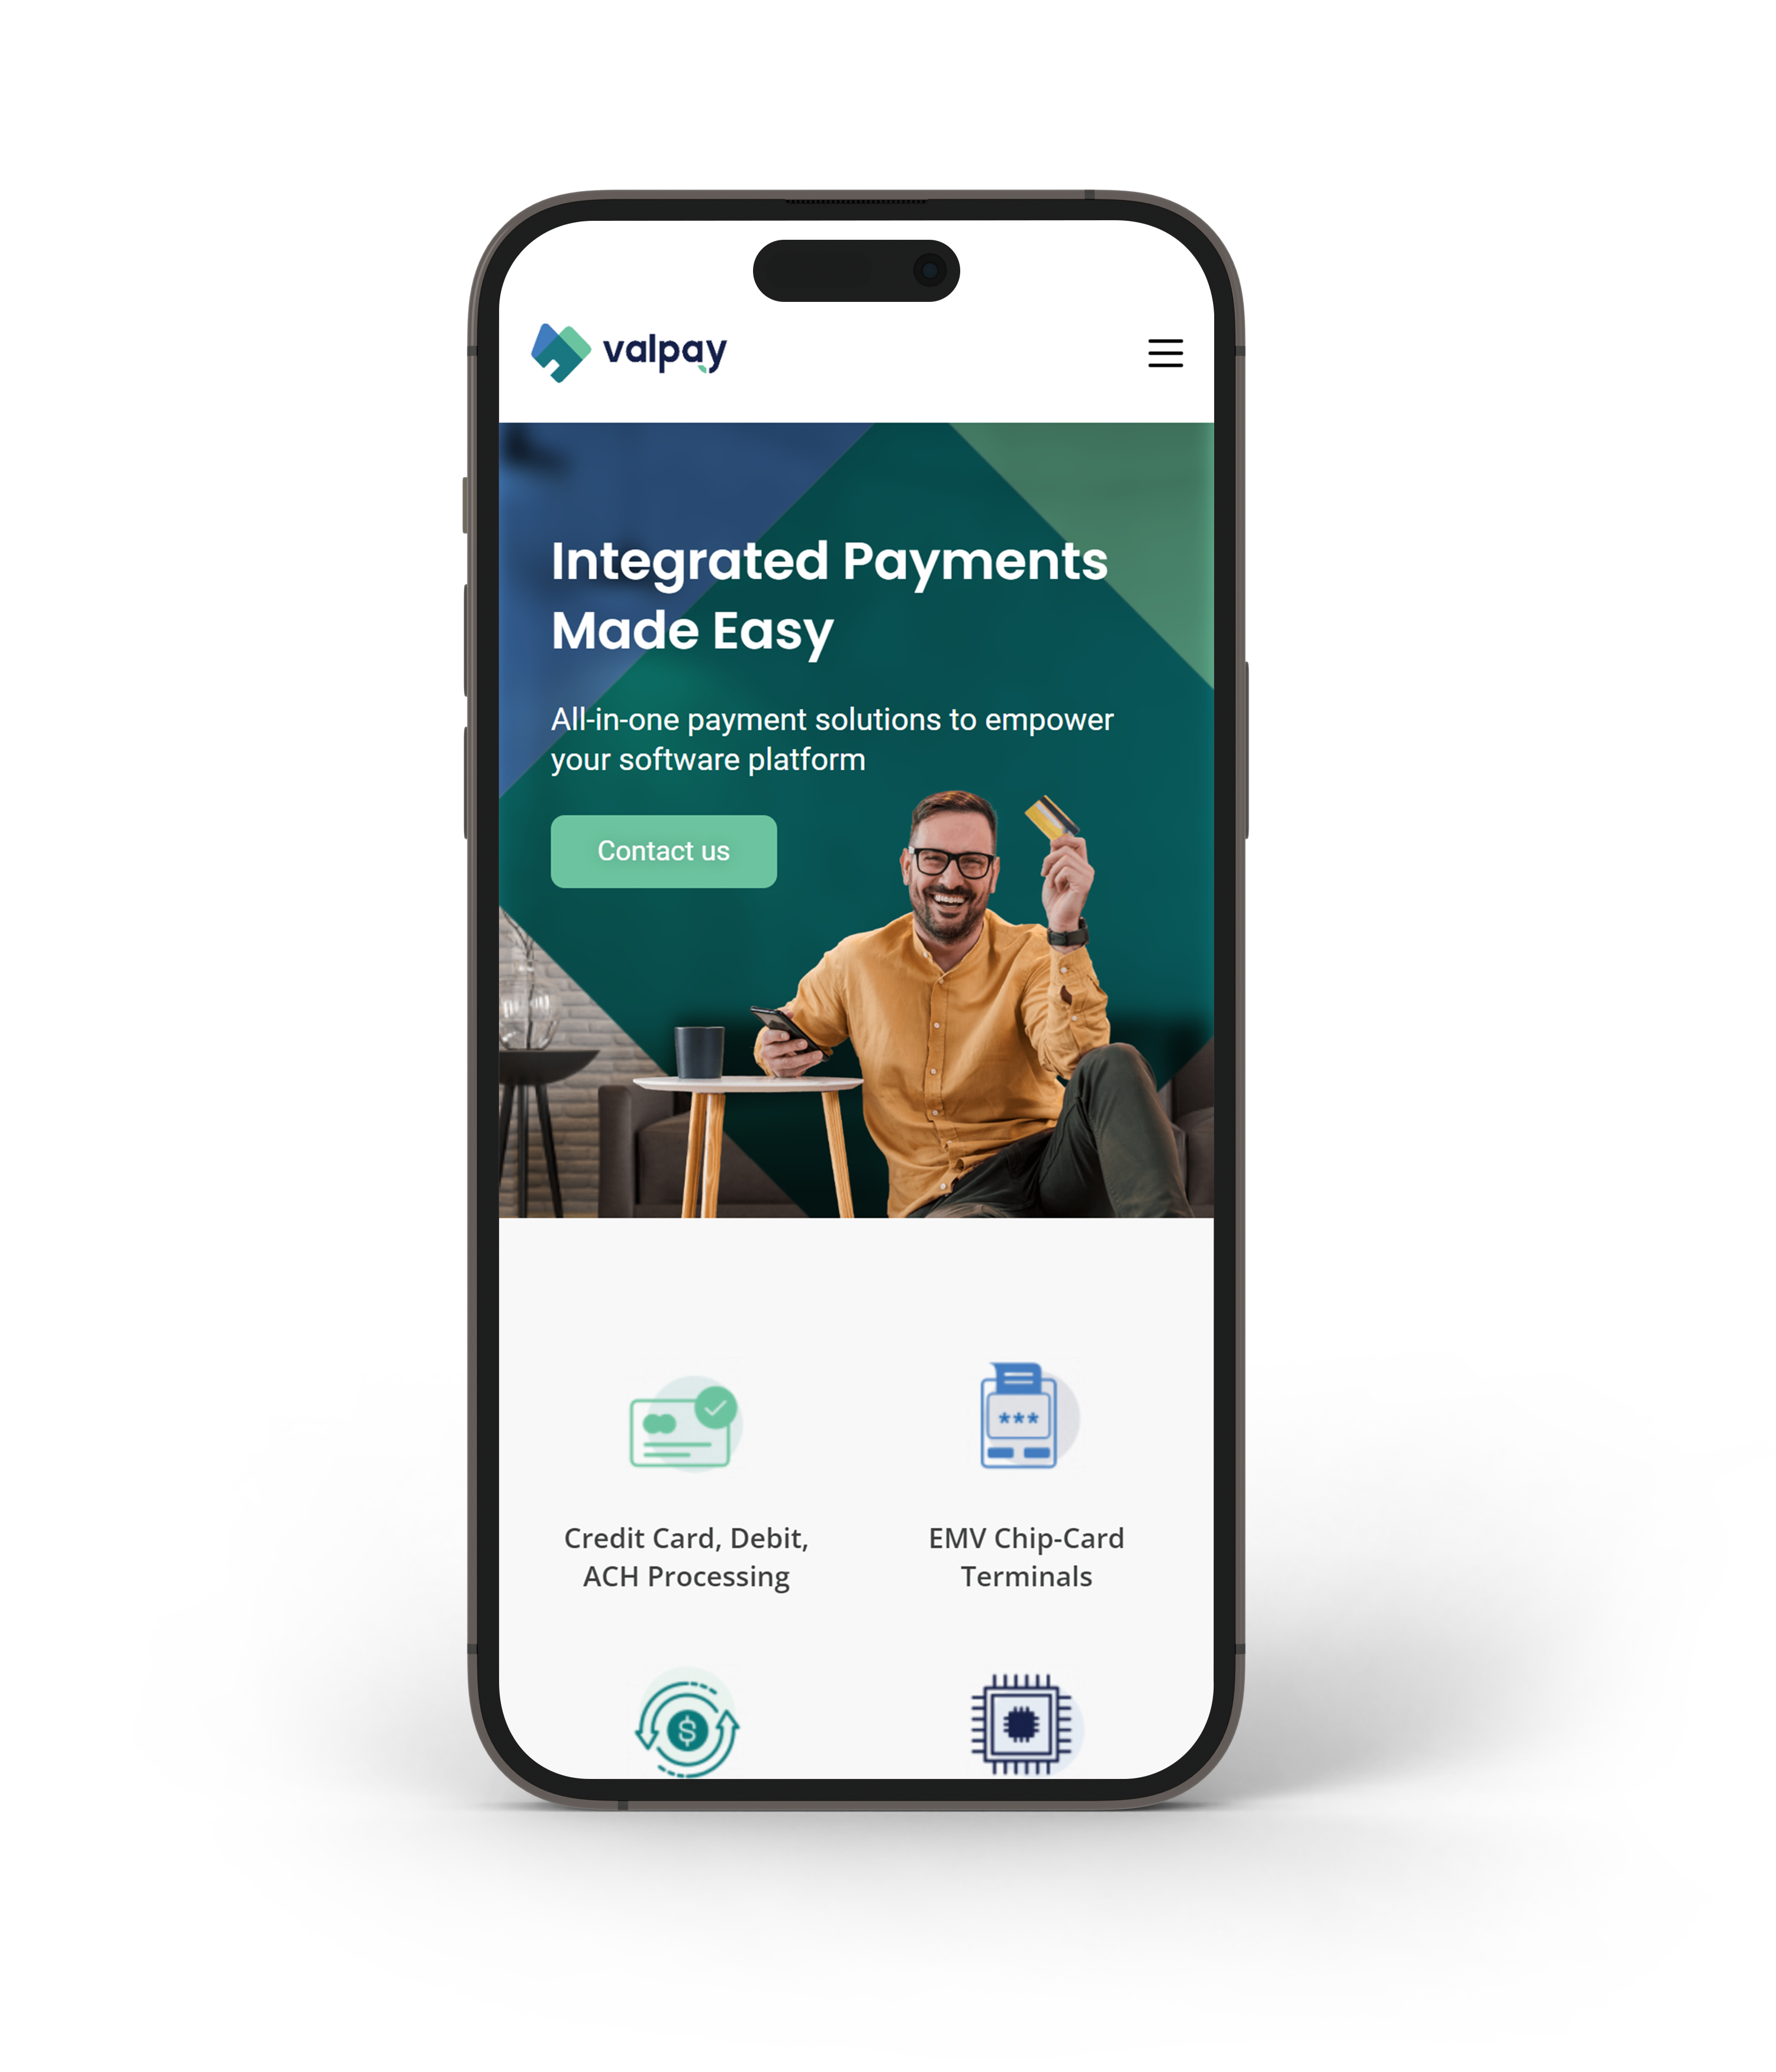 valpay
Integrated Payments
Made Easy
All-in-one payment solutions to empower
your software platform
Contact us
***
Credit Card, Debit,
ACH Processing
EMV Chip-Card
Terminals
$